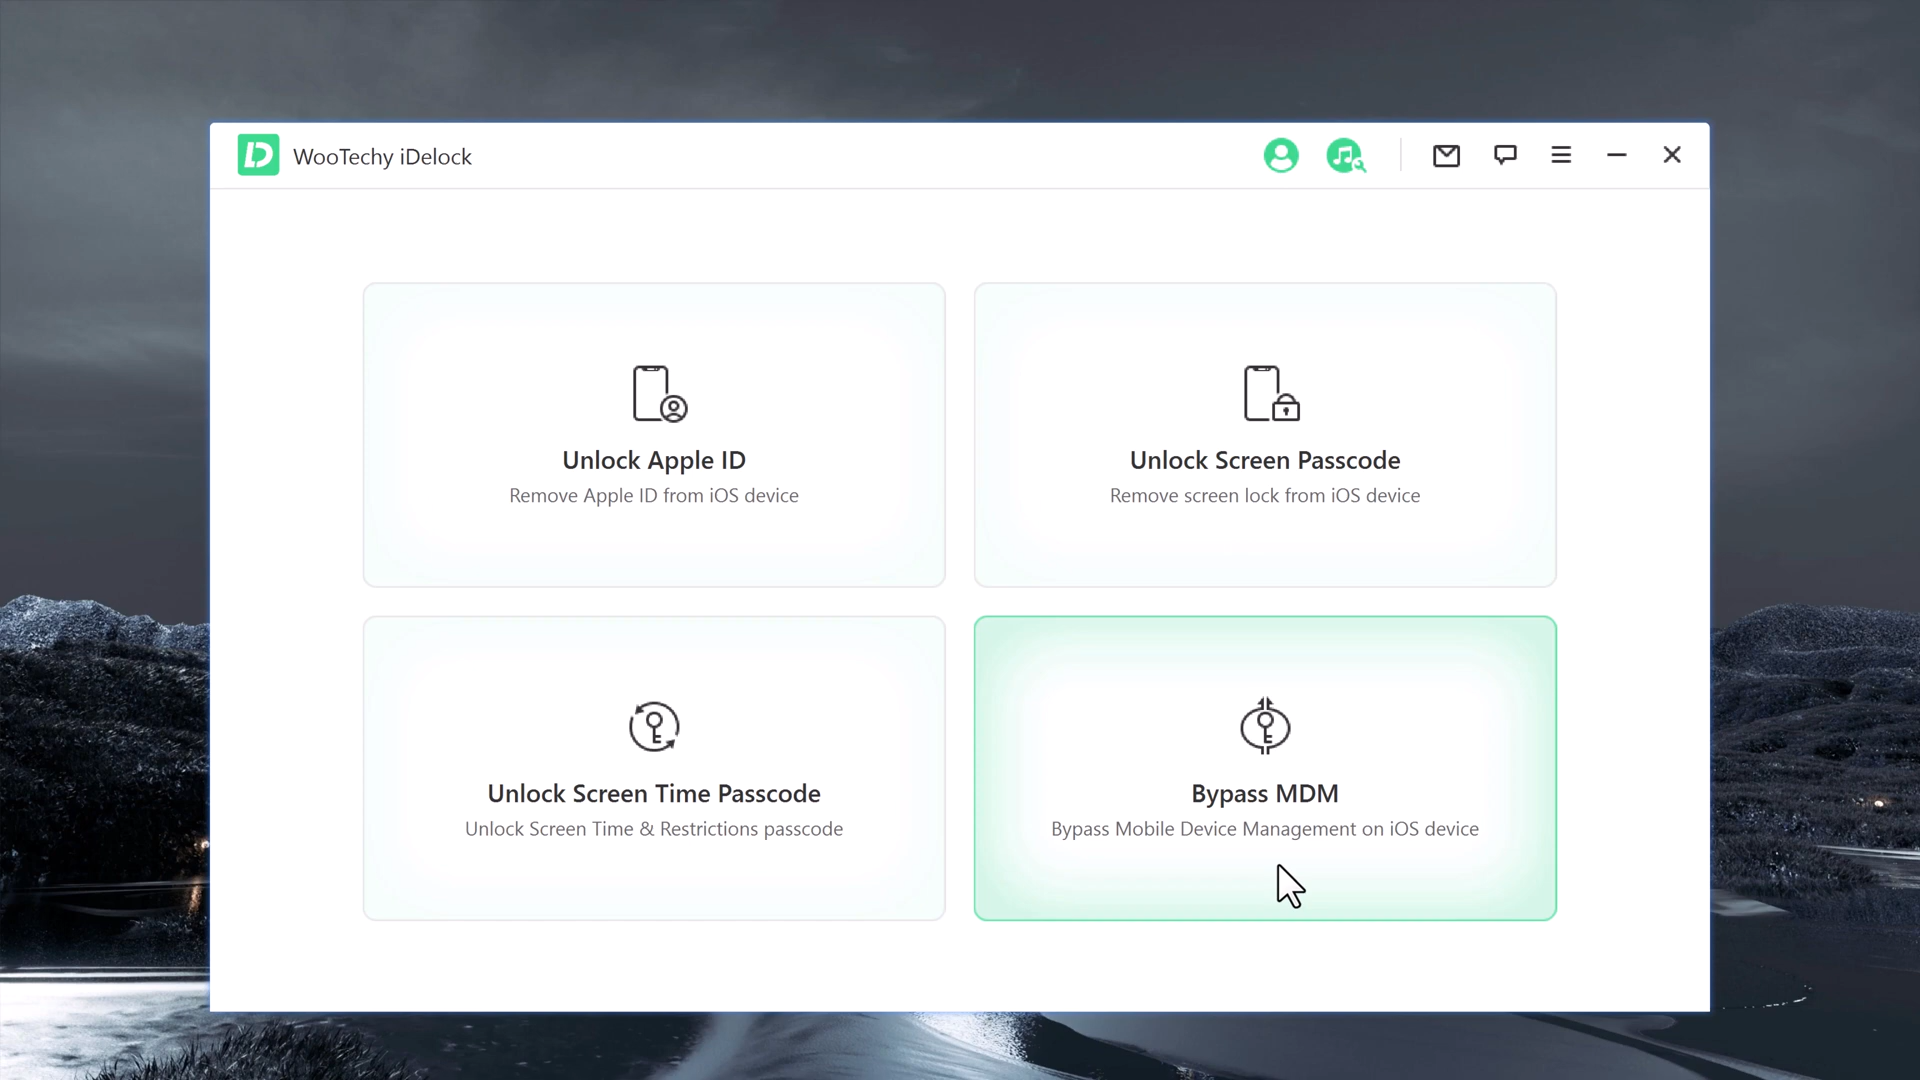 WooTechy iDelock
Unlock Apple ID
Remove Apple ID from iOS device
Unlock Screen Passcode
Remove screen lock from iOS device
Unlock Screen Time Passcode
Unlock Screen Time & Restrictions passcode
Bypass MDM
Bypass Mobile Device Management on iOS device